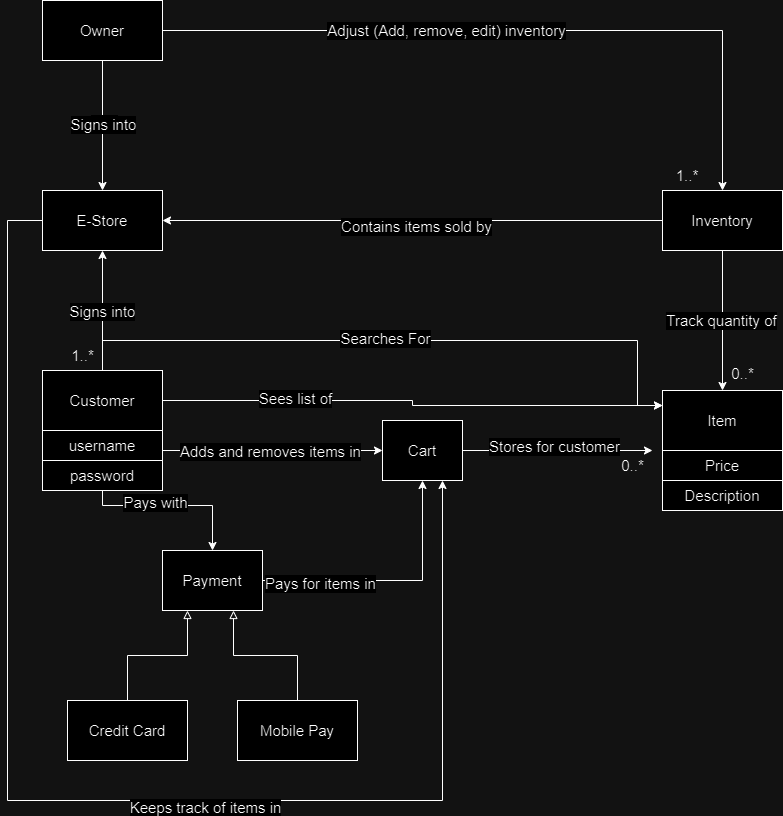 Owner
Adjust (Add, remove, edit) inventory
Signs into
1..*
E-Store
Contains items sold by
Inventory
Signs into
Track quantity of
Searches For
1..*
0..*
Customer
Sees list of
Item
username
Adds and removes items in
Cart
Stores for customer
0..*
Price
password
Description
Pays with
Payment
Pays for items in
Credit Card
Mobile Pay
Keeps track of items in